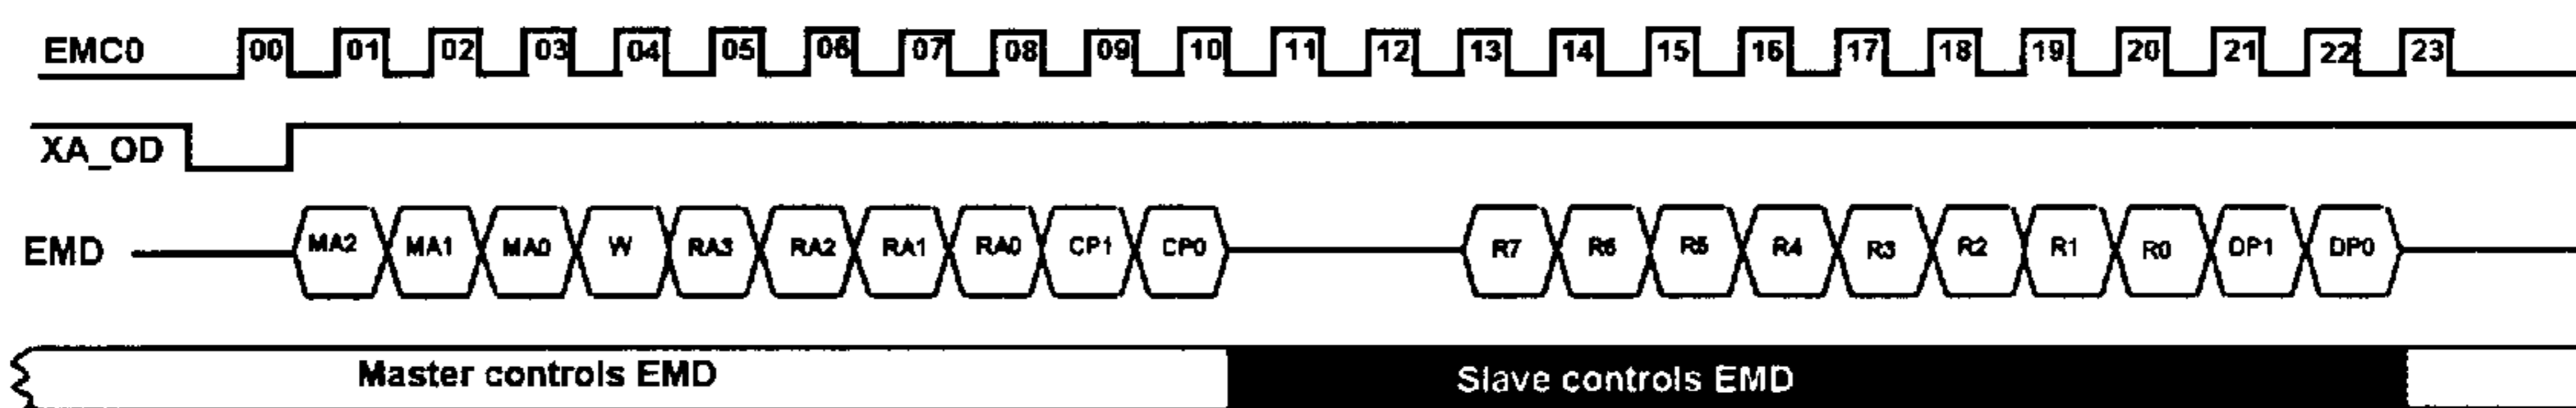 EMC0 00 01 02 03 04 05 06 07 08 09 10 11 12 13 14 15 16 17 18 19 20 21 22 23
XA_OD
EMD MA2 MA1 MA0 W RA3 RA2 RA1 RA0 CP1 CP0 R7 R6 R5 R4 R3 R2 R1 R0 DP1 DP0
Master controls EMD Slave controls EMD